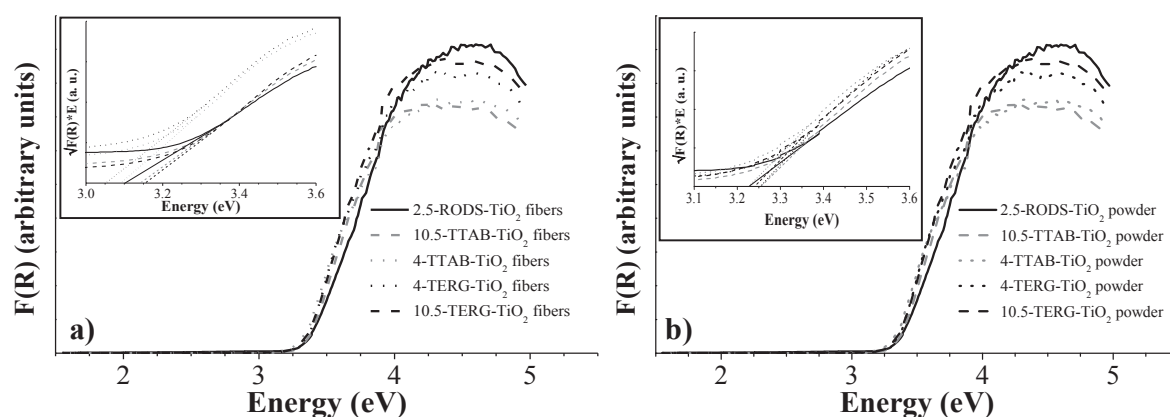 F(R) (arbitrary units)
√F(R)*E (a. u.)
3.0 3.2 3.4 3.6
Energy (eV)
2.5-RODS-TiO₂ fibers
10.5-TTAB-TiO₂ fibers
4-TTAB-TiO₂ fibers
4-TERG-TiO₂ fibers
10.5-TERG-TiO₂ fibers
a)
2 3 4 5
Energy (eV)
F(R) (arbitrary units)
√F(R)*E (a. u.)
3.1 3.2 3.3 3.4 3.5 3.6
Energy (eV)
2.5-RODS-TiO₂ powder
10.5-TTAB-TiO₂ powder
4-TTAB-TiO₂ powder
4-TERG-TiO₂ powder
10.5-TERG-TiO₂ powder
b)
2 3 4 5
Energy (eV)